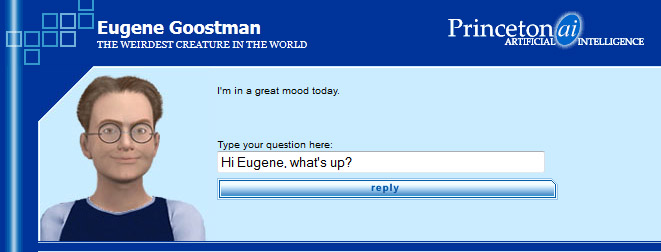 Eugene Goostman
THE WEIRDEST CREATURE IN THE WORLD
Princeton ai
ARTIFICIAL INTELLIGENCE
I'm in a great mood today.
Type your question here:
Hi Eugene, what's up?
reply